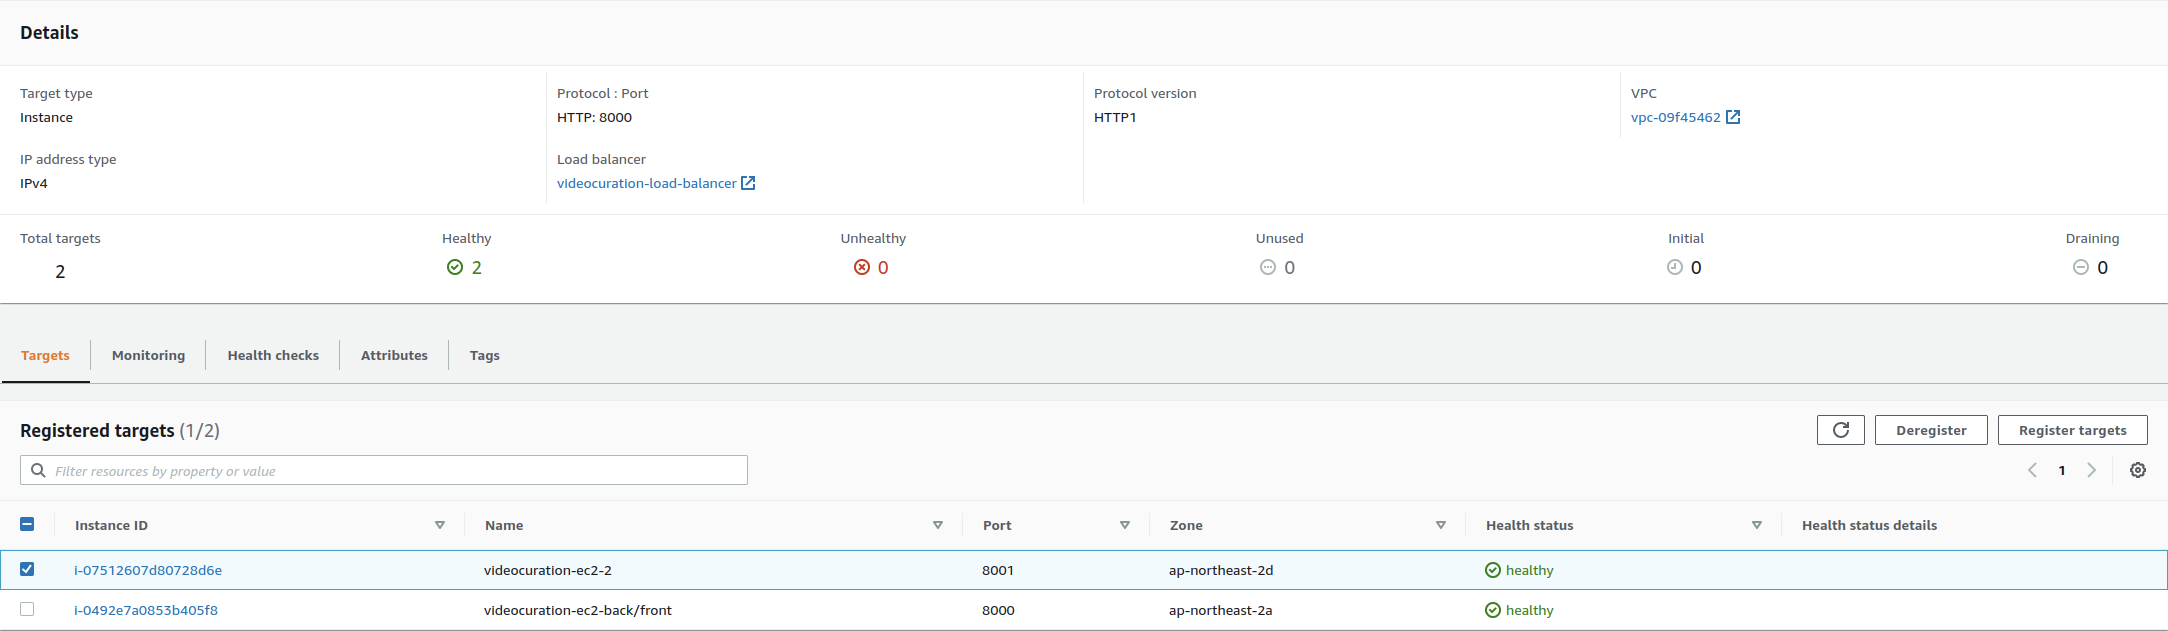 Details
Target type Protocol : Port Protocol version VPC
Instance HTTP: 8000 HTTP1 vpc-09f45462
IP address type Load balancer
IPv4 videocuration-load-balancer
Total targets Healthy Unhealthy Unused Initial Draining
2 2 0 0 0 0
Targets Monitoring Health checks Attributes Tags
Registered targets (1/2) Deregister Register targets
Filter resources by property or value 1
Instance ID Name Port Zone Health status Health status details
i-07512607d80728d6e videocuration-ec2-2 8001 ap-northeast-2d healthy
i-0492e7a0853b405f8 videocuration-ec2-back/front 8000 ap-northeast-2a healthy